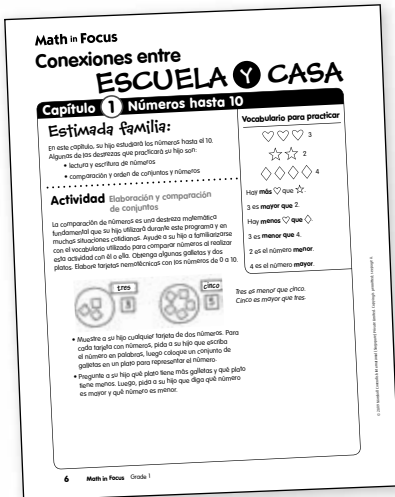 Math in Focus
Conexiones entre
ESCUELA Y CASA
Capítulo 1 Números hasta 10
Estimada familia:
En este capítulo, su hijo estudiará los números hasta el 10.
Algunas de las destrezas que practicará su hijo son:
• lectura y escritura de números
• comparación y orden de conjuntos y números
Actividad Elaboración y comparación
de conjuntos
La comparación de números es una destreza matemática
fundamental que su hijo utilizará durante este programa y en
muchas situaciones cotidianas. Ayude a su hijo a familiarizarse
con el vocabulario utilizado para comparar números al realizar
esta actividad con él o ella. Obtenga algunas galletas y dos
platos. Elabore tarjetas nemotécnicas con los números de 0 a 10.
tres
3
cinco
5
Tres es menor que cinco.
Cinco es mayor que tres.
• Muestre a su hijo cualquier tarjeta de dos números. Para
cada tarjeta con números, pida a su hijo que escriba
el número en palabras, luego coloque un conjunto de
galletas en un plato para representar el número.
• Pregunte a su hijo qué plato tiene más galletas y qué plato
tiene menos. Luego, pida a su hijo que diga qué número
es mayor y qué número es menor.
Vocabulario para practicar
3
2
4
Hay más ♡ que ☆.
3 es mayor que 2.
Hay menos ♡ que ◇.
3 es menor que 4.
2 es el número menor.
4 es el número mayor.
6 Math in Focus Grade 1